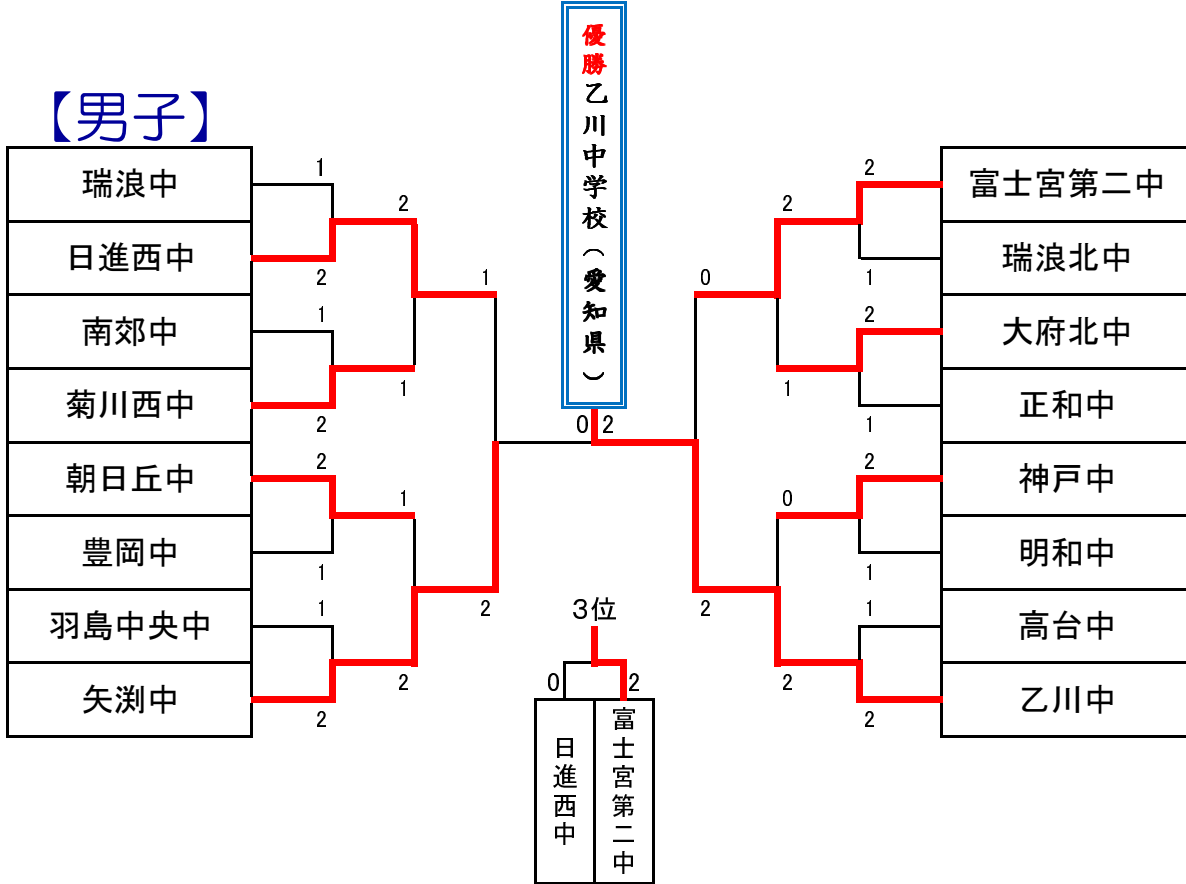 優勝乙川中学校（愛知県）
【男子】
瑞浪中
日進西中
南郊中
菊川西中
朝日丘中
豊岡中
羽島中央中
矢渕中
1
2
1
2
2
1
1
2
2
1
1
2
1
2
0 2
0
2
2
1
0
2
2
1
2
1
2
1
1
2
富士宮第二中
瑞浪北中
大府北中
正和中
神戸中
明和中
高台中
乙川中
3位
0 2
日進西中
富士宮第二中